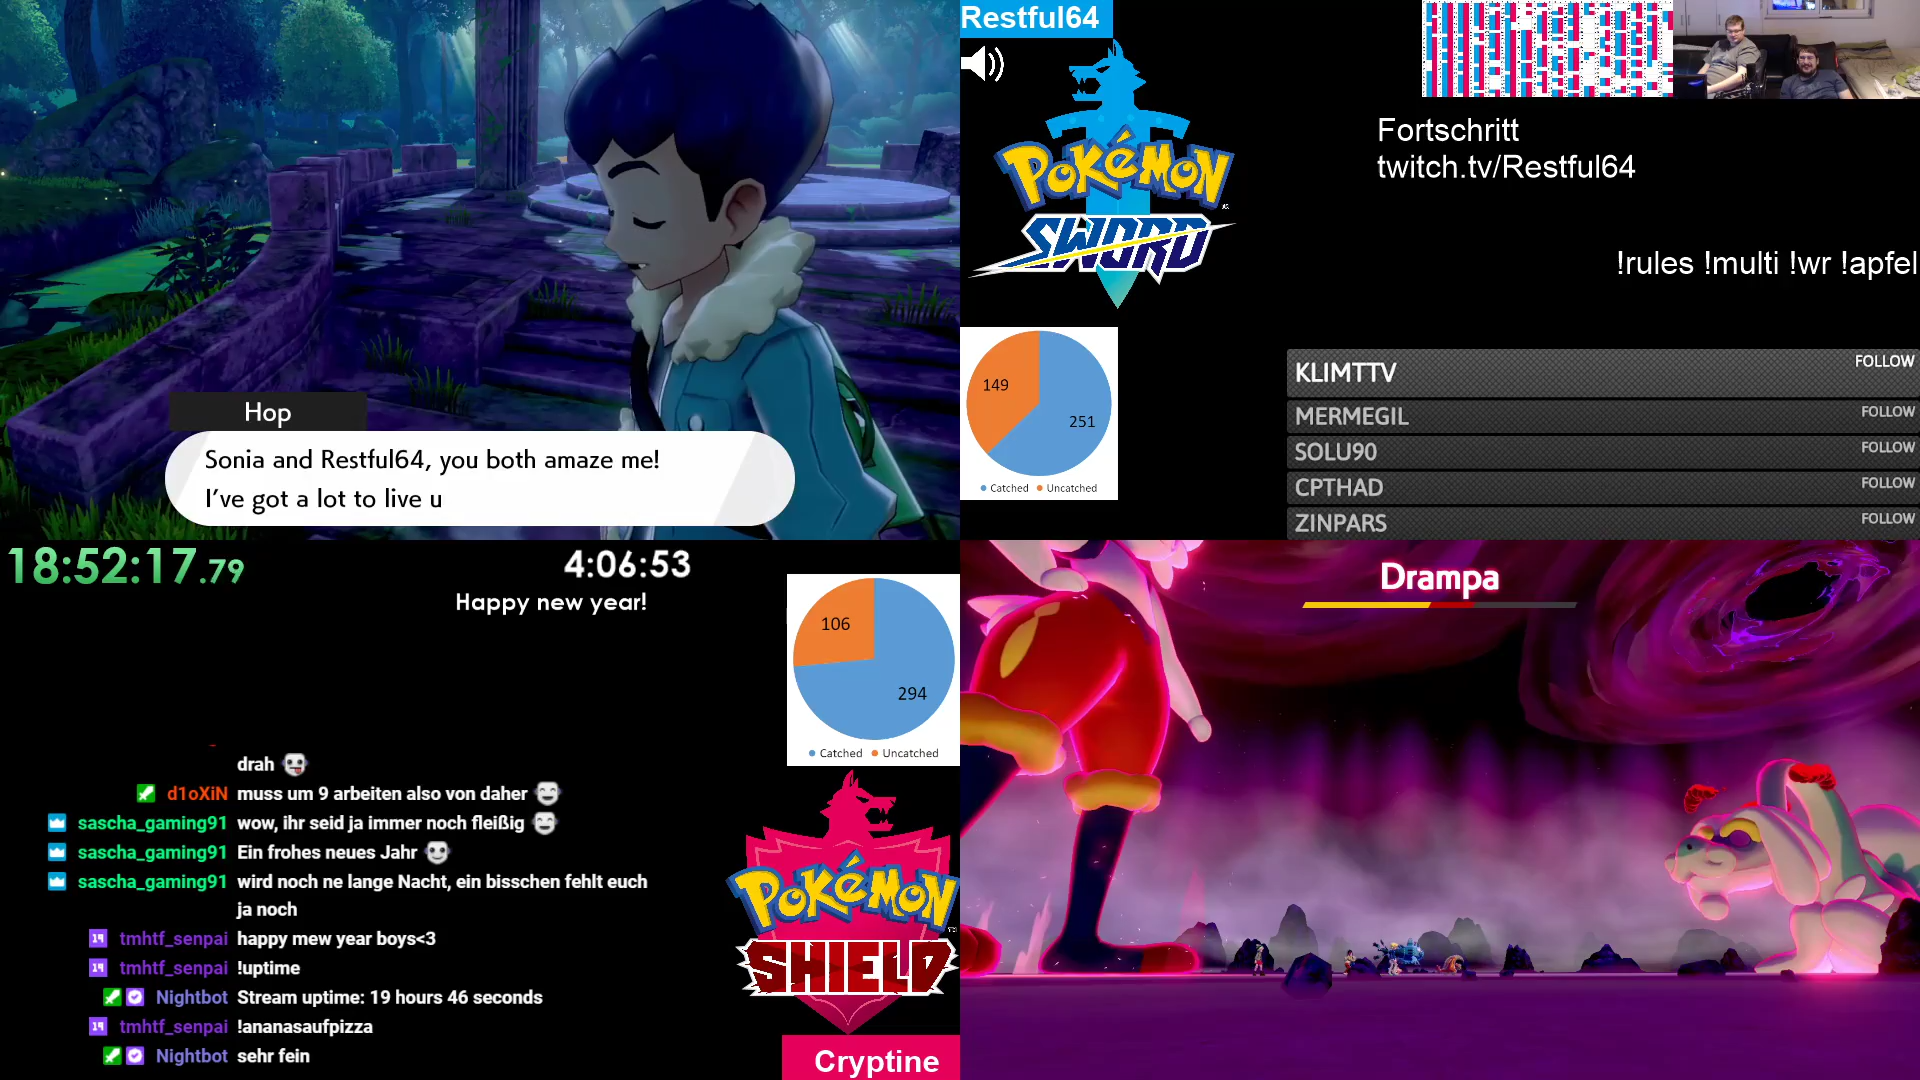 Hop
Sonia and Restful64, you both amaze me!
I've got a lot to live u
Restful64
POKÉMON
SWORD
Fortschritt
twitch.tv/Restful64
!rules !multi !wr !apfel
149
251
Catched Uncatched
KLIMTTV FOLLOW
MERMEGIL FOLLOW
SOLU90 FOLLOW
CPTHAD FOLLOW
ZINPARS FOLLOW
18:52:17.79
4:06:53
Happy new year!
106
294
Catched Uncatched
drah
d1oXiN muss um 9 arbeiten also von daher
sascha_gaming91 wow, ihr seid ja immer noch fleißig
sascha_gaming91 Ein frohes neues Jahr
sascha_gaming91 wird noch ne lange Nacht, ein bisschen fehlt euch
ja noch
tmhtf_senpai happy mew year boys<3
tmhtf_senpai !uptime
Nightbot Stream uptime: 19 hours 46 seconds
tmhtf_senpai !ananasaufpizza
Nightbot sehr fein
POKÉMON
SHIELD
Cryptine
Drampa